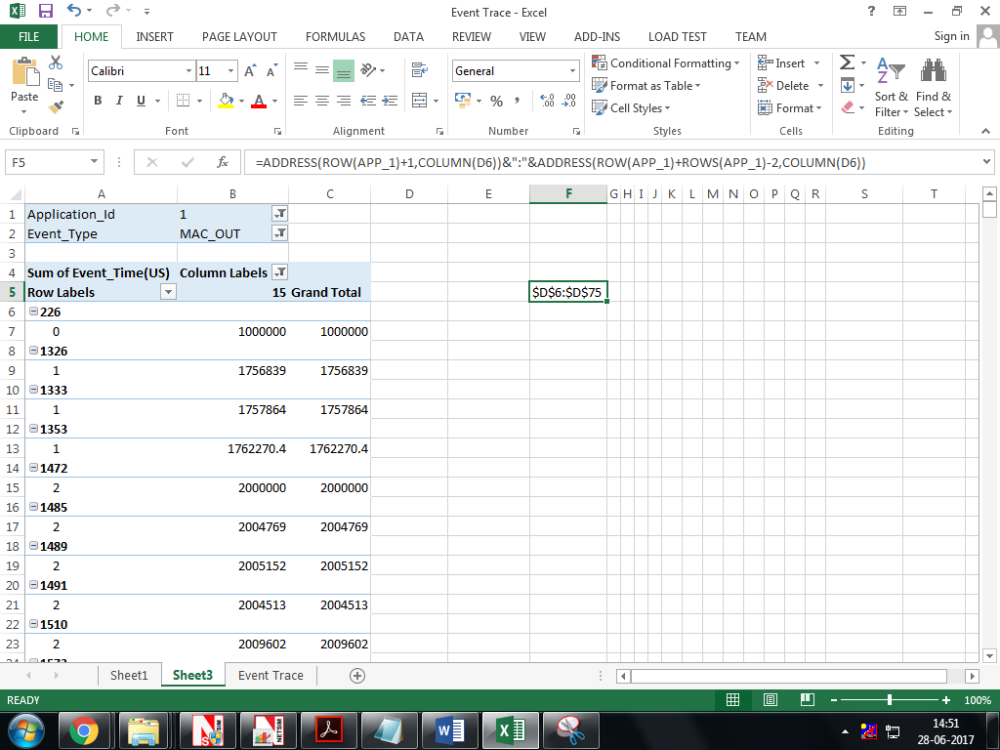 Event Trace - Excel
FILE HOME INSERT PAGE LAYOUT FORMULAS DATA REVIEW VIEW ADD-INS LOAD TEST TEAM Sign in
Paste
Calibri 11
B I U
General
Conditional Formatting
Format as Table
Cell Styles
Insert
Delete
Format
Sort & Filter
Find & Select
Clipboard Font Alignment Number Styles Cells Editing
F5 fx =ADDRESS(ROW(APP_1)+1,COLUMN(D6))&":"&ADDRESS(ROW(APP_1)+ROWS(APP_1)-2,COLUMN(D6))
A B C D E F G H I J K L M N O P Q R S T
1 Application_Id 1
2 Event_Type MAC_OUT
3
4 Sum of Event_Time(US) Column Labels
5 Row Labels 15 Grand Total $D$6:$D$75
6 226
7 0 1000000 1000000
8 1326
9 1 1756839 1756839
10 1333
11 1 1757864 1757864
12 1353
13 1 1762270.4 1762270.4
14 1472
15 2 2000000 2000000
16 1485
17 2 2004769 2004769
18 1489
19 2 2005152 2005152
20 1491
21 2 2004513 2004513
22 1510
23 2 2009602 2009602
Sheet1 Sheet3 Event Trace
READY 100%
14:51
28-06-2017